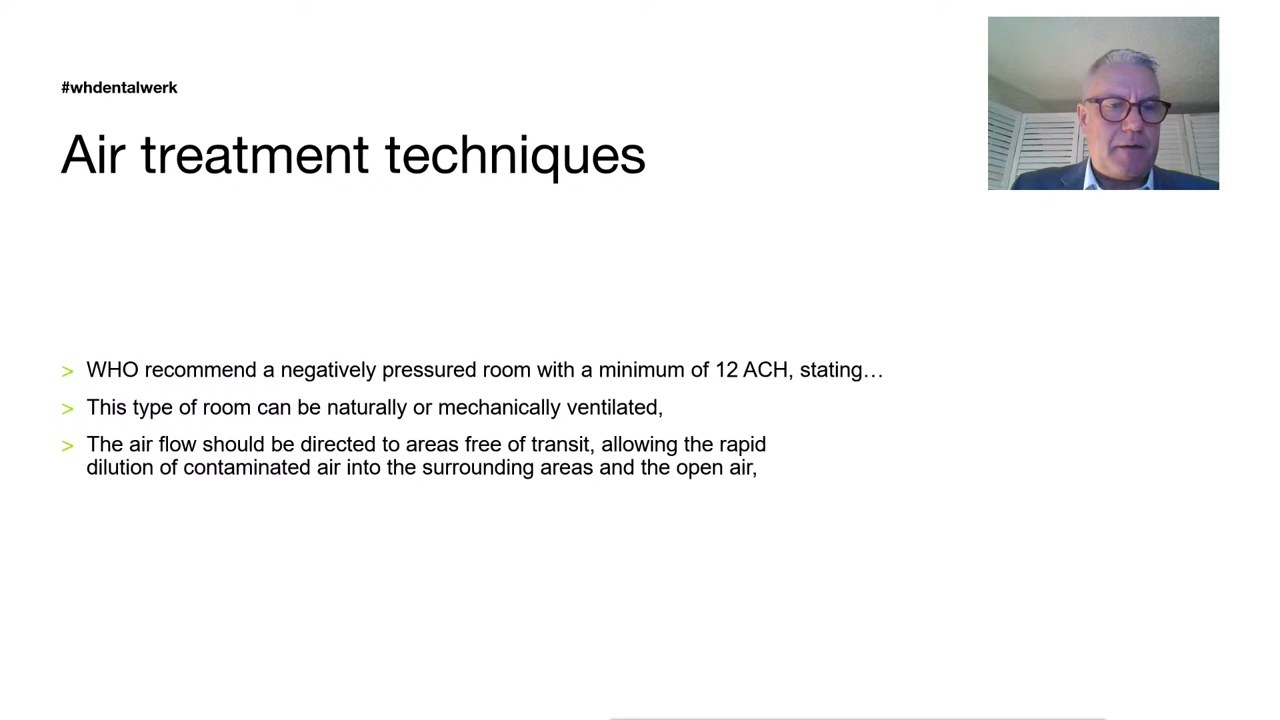 #whdentalwerk
Air treatment techniques
> WHO recommend a negatively pressured room with a minimum of 12 ACH, stating…
> This type of room can be naturally or mechanically ventilated,
> The air flow should be directed to areas free of transit, allowing the rapid
dilution of contaminated air into the surrounding areas and the open air,